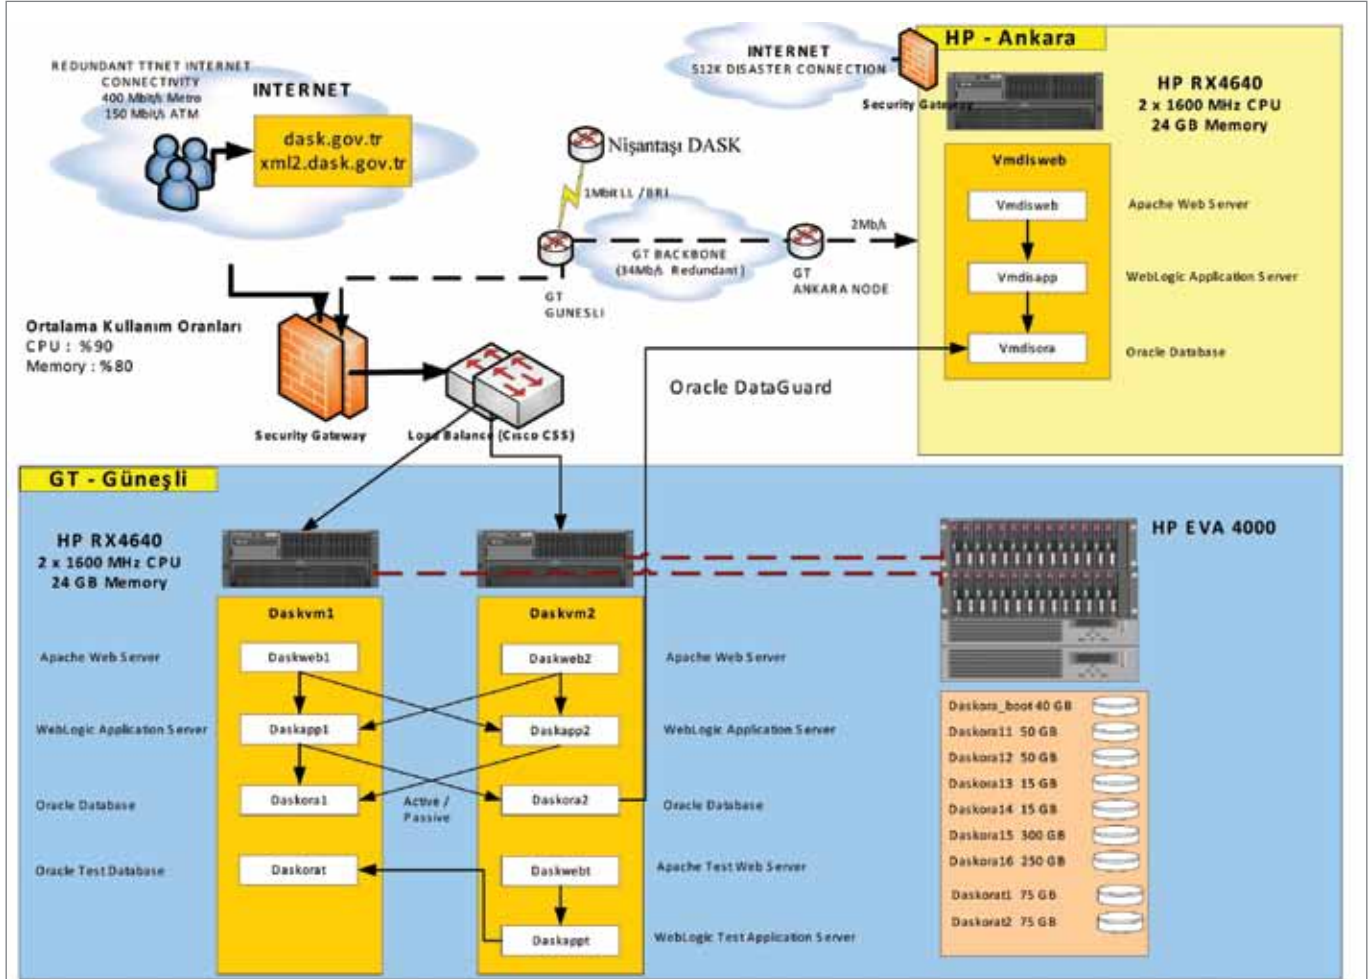 REDUNDANT TTNET INTERNET
CONNECTIVITY
400 Mbit/s Metro
150 Mbit/s ATM
INTERNET
dask.gov.tr
xml2.dask.gov.tr
INTERNET
512K DISASTER CONNECTION
Security Gateway
HP - Ankara
HP RX4640
2 x 1600 MHz CPU
24 GB Memory
Vmdisweb
Vmdisweb
Apache Web Server
Vmdisapp
WebLogic Application Server
Vmdisora
Oracle Database
Nişantaşı DASK
1Mbit LL / BRI
GT BACKBONE
(34Mb/s Redundant)
2Mb/s
GT
GUNESLI
GT
ANKARA NODE
Ortalama Kullanım Oranları
CPU : %90
Memory : %80
Security Gateway
Load Balance (Cisco CSS)
Oracle DataGuard
GT - Güneşli
HP RX4640
2 x 1600 MHz CPU
24 GB Memory
HP EVA 4000
Daskvm1
Daskvm2
Apache Web Server
Daskweb1
Daskweb2
Apache Web Server
WebLogic Application Server
Daskapp1
Daskapp2
WebLogic Application Server
Oracle Database
Daskora1
Active /
Passive
Daskora2
Oracle Database
Oracle Test Database
Daskorat
Daskwebt
Apache Test Web Server
Daskappt
WebLogic Test Application Server
Daskora_boot 40 GB
Daskora11 50 GB
Daskora12 50 GB
Daskora13 15 GB
Daskora14 15 GB
Daskora15 300 GB
Daskora16 250 GB
Daskorat1 75 GB
Daskorat2 75 GB